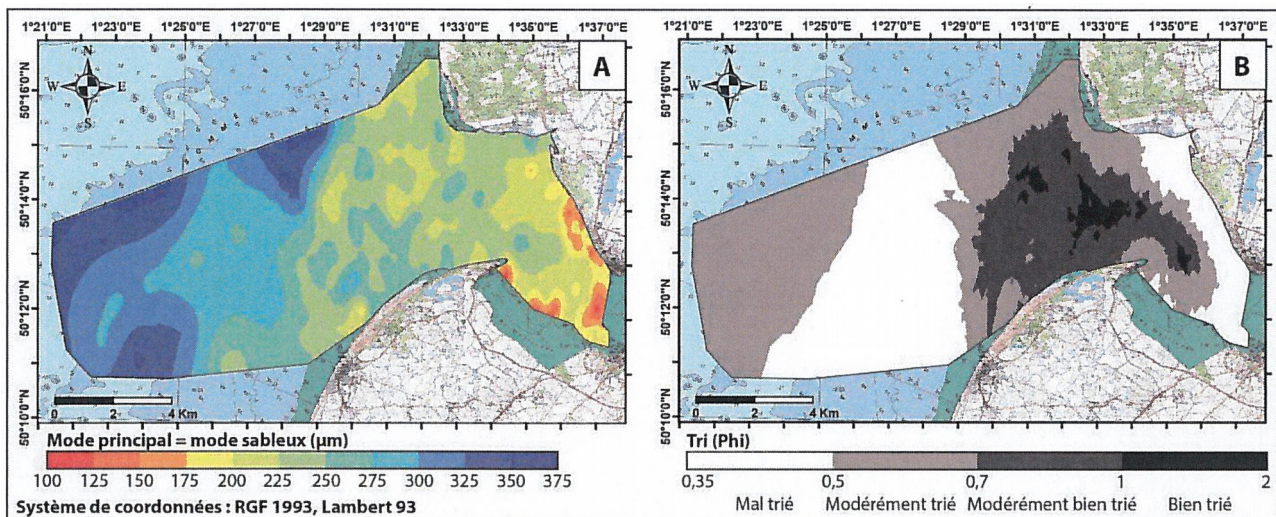 1°21'0"E 1°23'0"E 1°25'0"E 1°27'0"E 1°29'0"E 1°31'0"E 1°33'0"E 1°35'0"E 1°37'0"E
A
N
W E
S
50°16'0"N
50°14'0"N
50°12'0"N
50°10'0"N
0 2 4 Km
Mode principal = mode sableux (µm)
100 125 150 175 200 225 250 275 300 325 350 375
Système de coordonnées : RGF 1993, Lambert 93
1°21'0"E 1°23'0"E 1°25'0"E 1°27'0"E 1°29'0"E 1°31'0"E 1°33'0"E 1°35'0"E 1°37'0"E
B
N
W E
S
50°16'0"N
50°14'0"N
50°12'0"N
50°10'0"N
0 2 4 Km
Tri (Phi)
0,35 0,5 0,7 1 2
Mal trié Modérément trié Modérément bien trié Bien trié